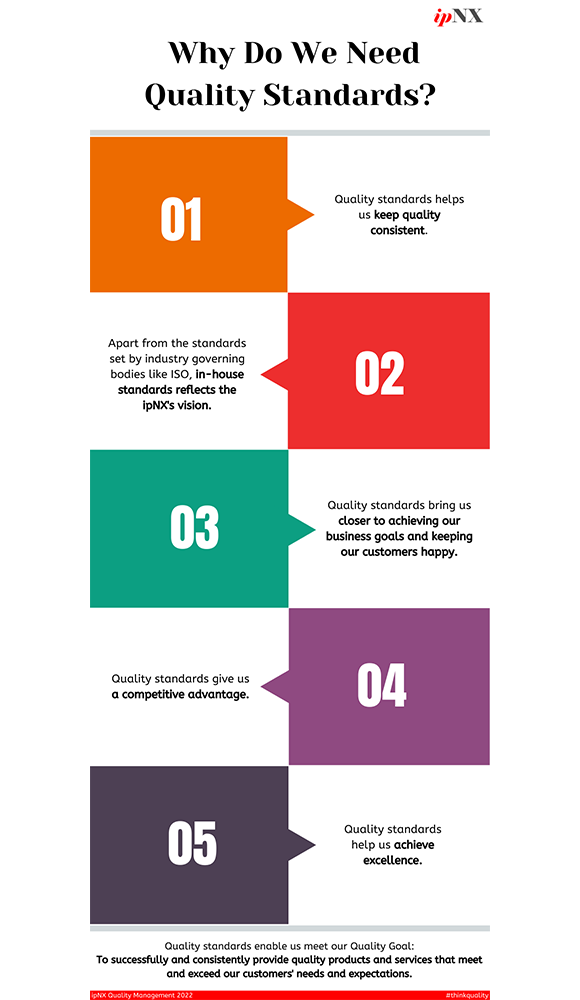 ipNX
Why Do We Need
Quality Standards?
01
Quality standards helps
us keep quality
consistent.
Apart from the standards
set by industry governing
bodies like ISO, in-house
standards reflects the
ipNX's vision.
02
03
Quality standards bring us
closer to achieving our
business goals and keeping
our customers happy.
Quality standards give us
a competitive advantage.
04
05
Quality standards
help us achieve
excellence.
Quality standards enable us meet our Quality Goal:
To successfully and consistently provide quality products and services that meet
and exceed our customers' needs and expectations.
ipNX Quality Management 2022
#thinkquality